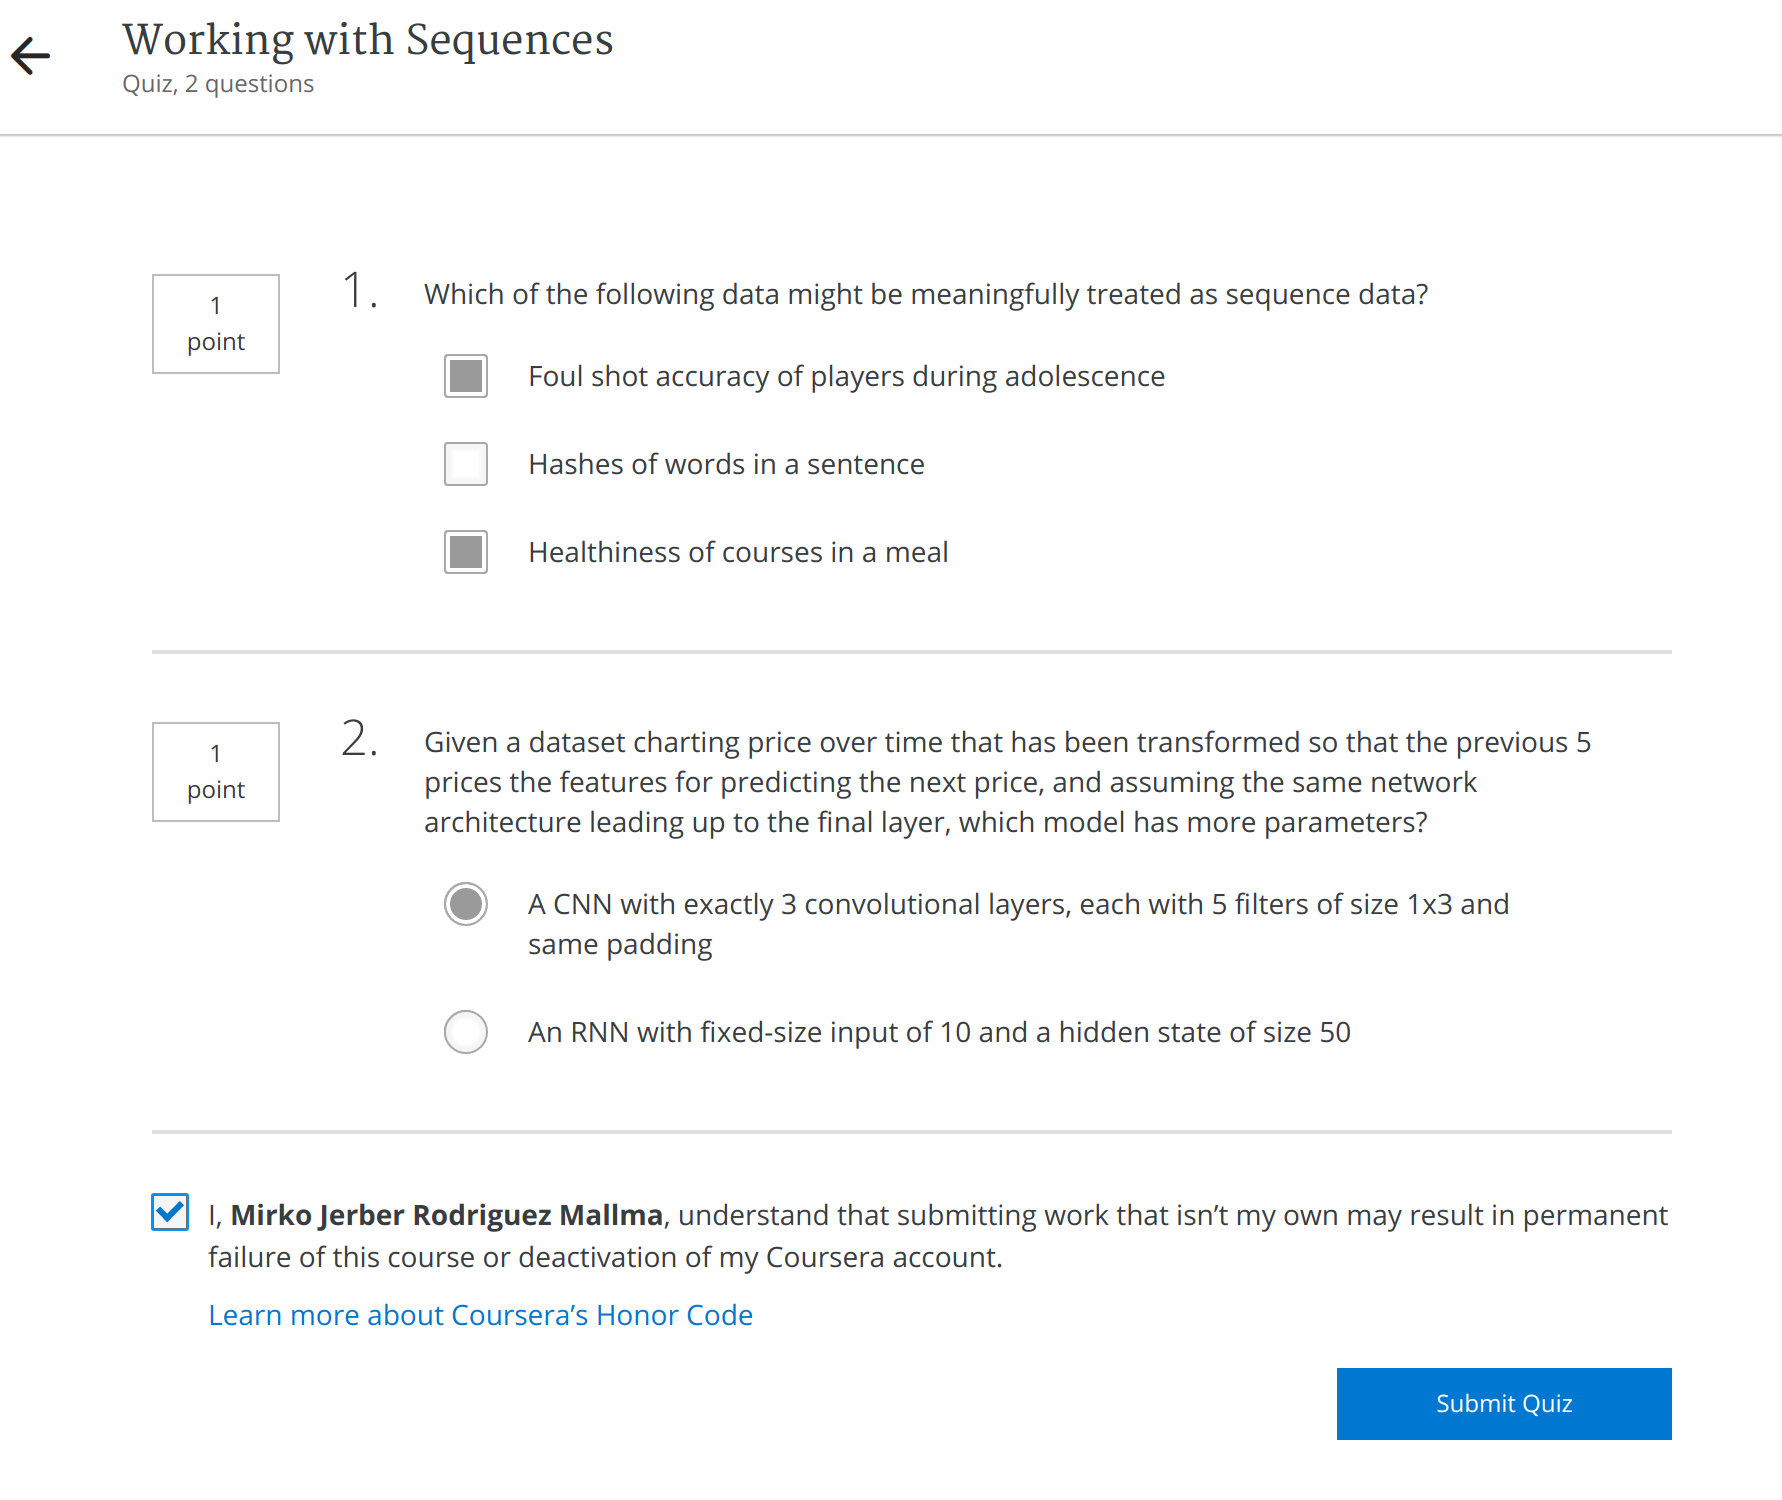 Working with Sequences
Quiz, 2 questions
1
point
1.
Which of the following data might be meaningfully treated as sequence data?
Foul shot accuracy of players during adolescence
Hashes of words in a sentence
Healthiness of courses in a meal
1
point
2.
Given a dataset charting price over time that has been transformed so that the previous 5
prices the features for predicting the next price, and assuming the same network
architecture leading up to the final layer, which model has more parameters?
A CNN with exactly 3 convolutional layers, each with 5 filters of size 1x3 and
same padding
An RNN with fixed-size input of 10 and a hidden state of size 50
I, Mirko Jerber Rodriguez Mallma, understand that submitting work that isn’t my own may result in permanent
failure of this course or deactivation of my Coursera account.
Learn more about Coursera’s Honor Code
Submit Quiz